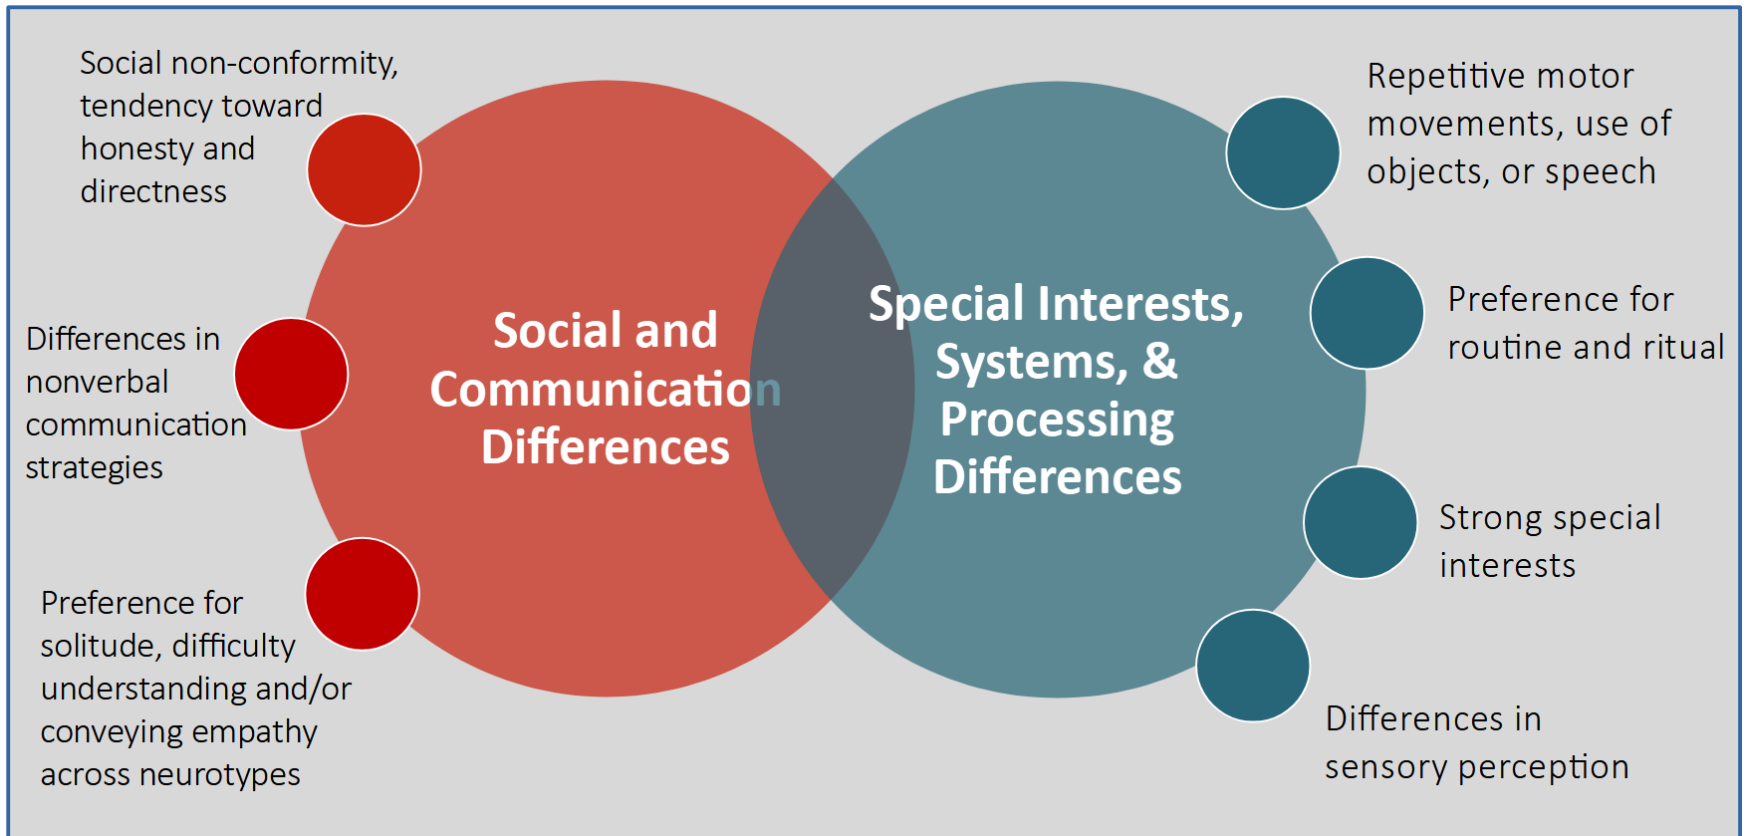 Social non-conformity,
tendency toward
honesty and
directness
Differences in
nonverbal
communication
strategies
Preference for
solitude, difficulty
understanding and/or
conveying empathy
across neurotypes
Social and
Communication
Differences
Special Interests,
Systems, &
Processing
Differences
Repetitive motor
movements, use of
objects, or speech
Preference for
routine and ritual
Strong special
interests
Differences in
sensory perception